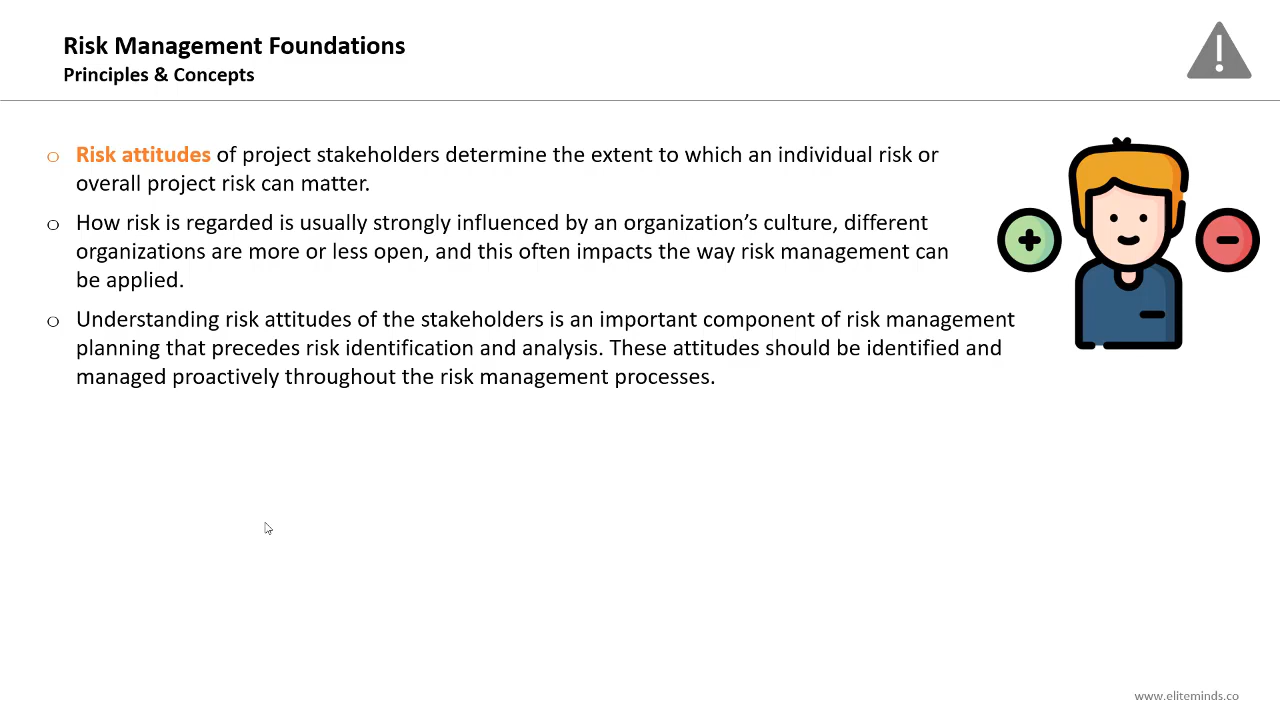 Risk Management Foundations
Principles & Concepts
Risk attitudes of project stakeholders determine the extent to which an individual risk or
overall project risk can matter.
How risk is regarded is usually strongly influenced by an organization’s culture, different
organizations are more or less open, and this often impacts the way risk management can
be applied.
Understanding risk attitudes of the stakeholders is an important component of risk management
planning that precedes risk identification and analysis. These attitudes should be identified and
managed proactively throughout the risk management processes.
www.eliteminds.co